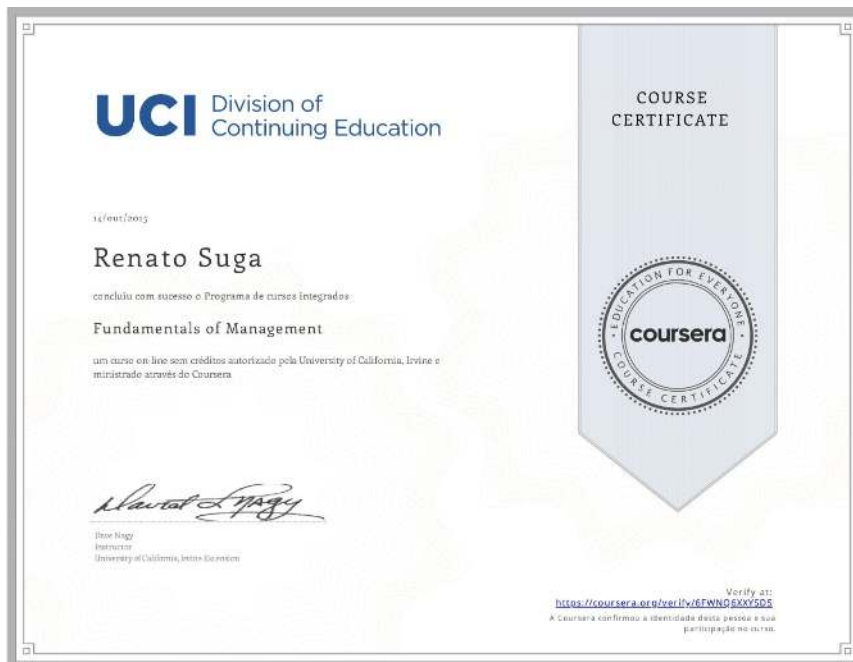 UCI Division of
Continuing Education
COURSE
CERTIFICATE
14/out/2015
Renato Suga
concluiu com sucesso o Programa de cursos integrados
Fundamentals of Management
um curso on-line sem créditos autorizado pela University of California, Irvine e
ministrado através do Coursera
EDUCATION FOR EVERYONE
coursera
COURSE CERTIFICATE
David L Nagy
Dave Nagy
Instructor
University of California, Irvine Extension
Verify at:
https://coursera.org/verify/6FWNQ6XXYSDS
A Coursera confirmou a identidade desta pessoa e sua
participação no curso.